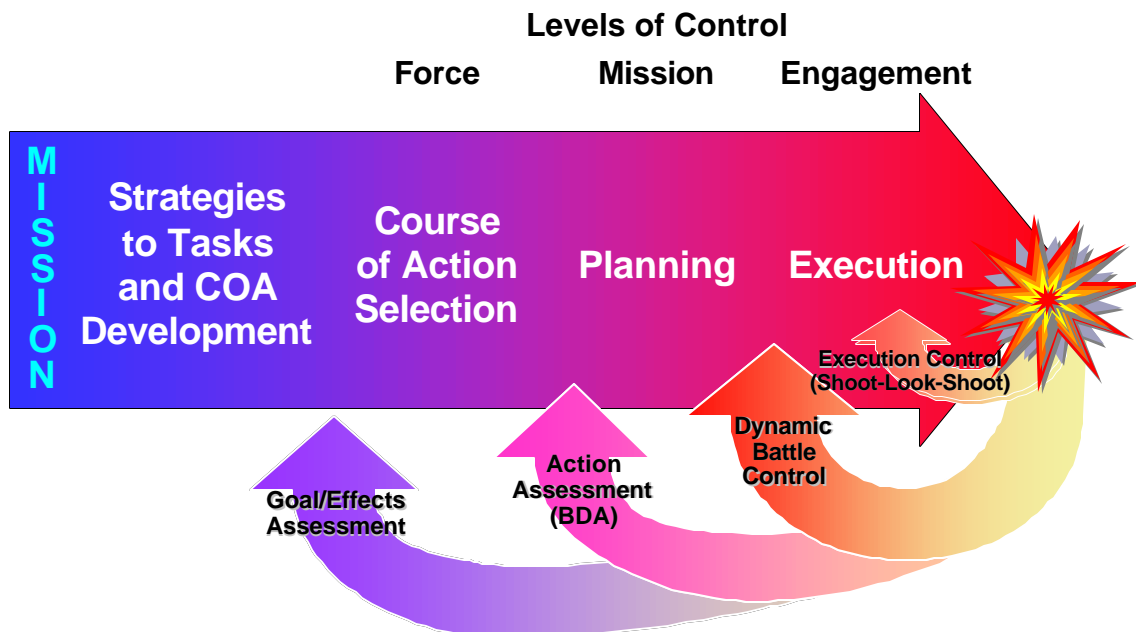 Levels of Control
Force Mission Engagement
MISSION
Strategies
to Tasks
and COA
Development
Course
of Action
Selection
Planning
Execution
Execution Control
(Shoot-Look-Shoot)
Dynamic
Battle
Control
Action
Assessment
(BDA)
Goal/Effects
Assessment